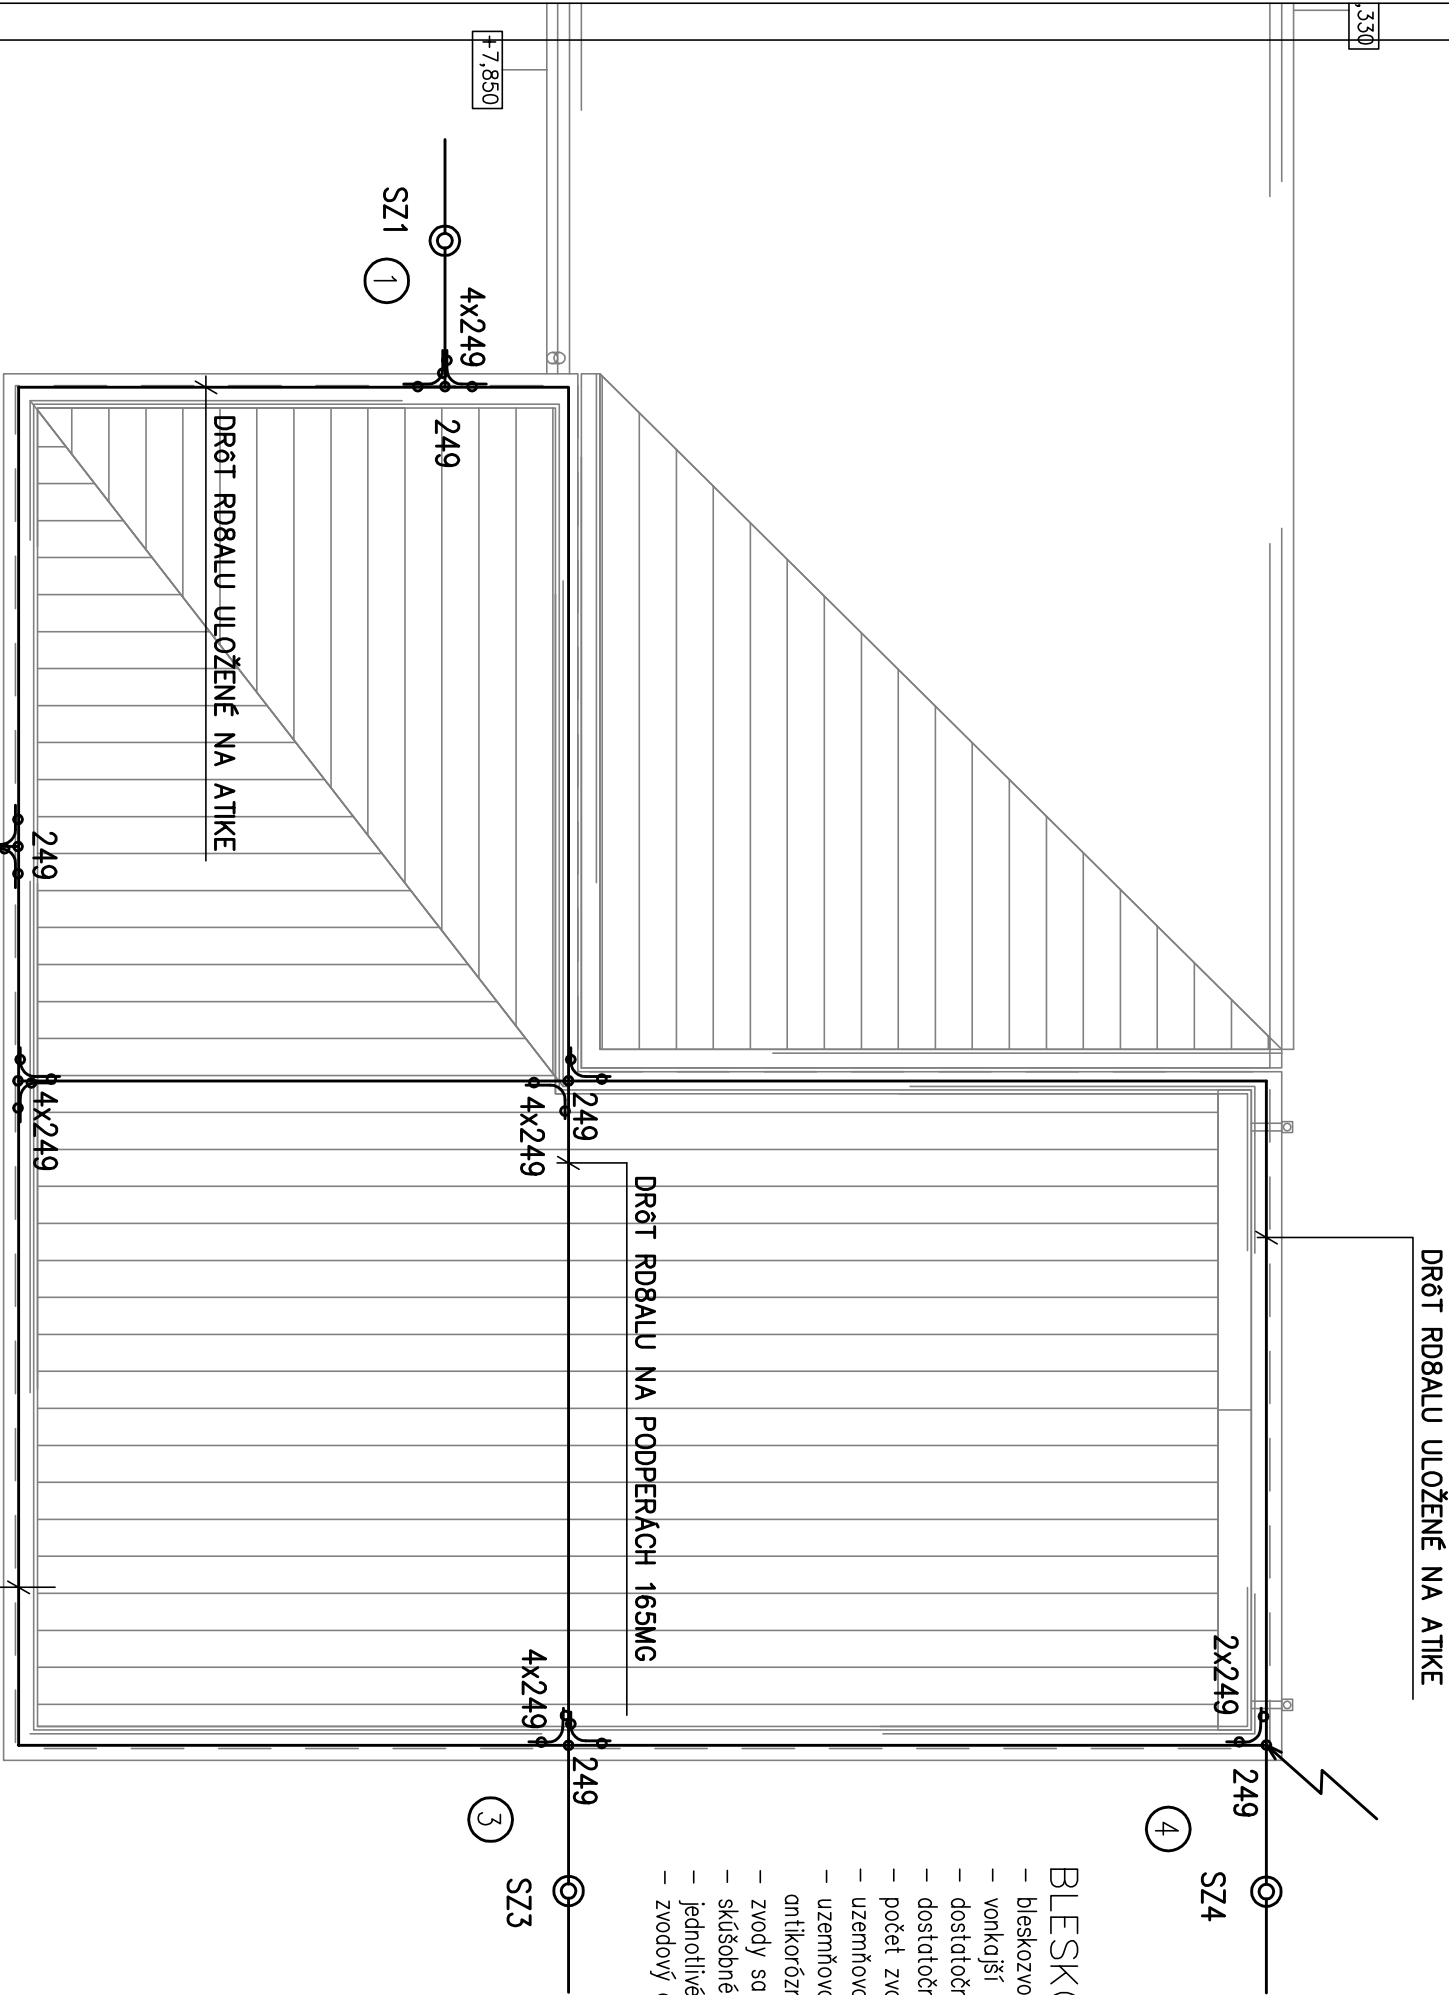 ,330
+7,850
DRôT RD8ALU ULOŽENÉ NA ATIKE
2x249
249
4
SZ4
DRôT RD8ALU NA PODPERÁCH 165MG
249
4x249
4x249
249
3
SZ3
SZ1
1
4x249
249
DRôT RD8ALU ULOŽENÉ NA ATIKE
249
4x249
BLESK
- bleskozvo
- vonkajší
- dostatočn
- dostatočn
- počet zvo
- uzemňovo
- uzemňovo
antikorózn
- zvody sa
- skúšobné
- jednotlivé
- zvodový